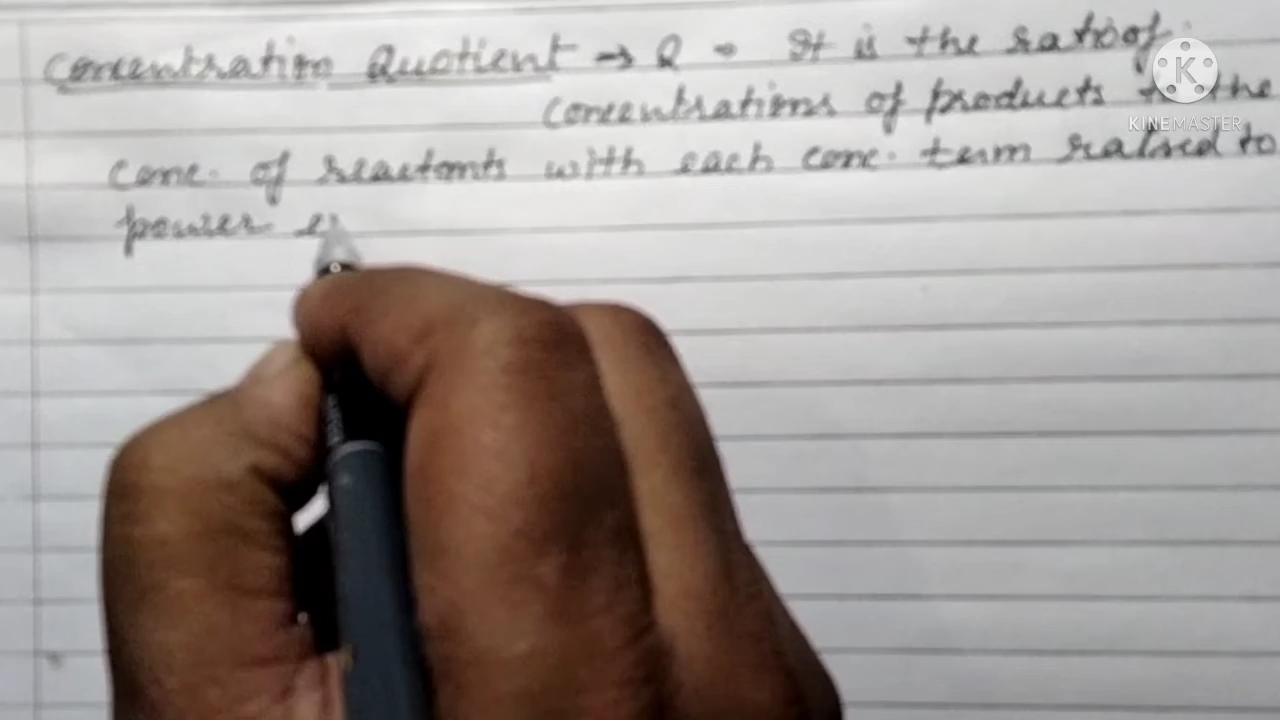 Concentration Quotient → Q → It is the ratio of
concentrations of products to the
conc. of reactants with each conc. term raised to
power
K
KINEMASTER